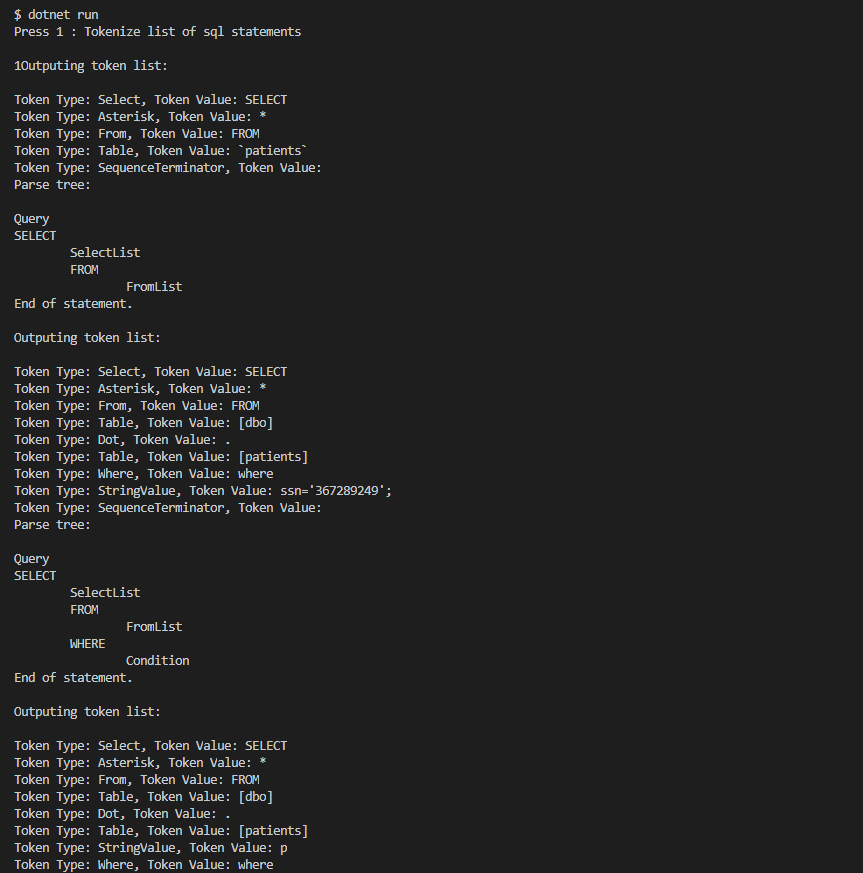 $ dotnet run
Press 1 : Tokenize list of sql statements
1Outputing token list:
Token Type: Select, Token Value: SELECT
Token Type: Asterisk, Token Value: *
Token Type: From, Token Value: FROM
Token Type: Table, Token Value: `patients`
Token Type: SequenceTerminator, Token Value:
Parse tree:
Query
SELECT
SelectList
FROM
FromList
End of statement.
Outputing token list:
Token Type: Select, Token Value: SELECT
Token Type: Asterisk, Token Value: *
Token Type: From, Token Value: FROM
Token Type: Table, Token Value: [dbo]
Token Type: Dot, Token Value: .
Token Type: Table, Token Value: [patients]
Token Type: Where, Token Value: where
Token Type: StringValue, Token Value: ssn='367289249';
Token Type: SequenceTerminator, Token Value:
Parse tree:
Query
SELECT
SelectList
FROM
FromList
WHERE
Condition
End of statement.
Outputing token list:
Token Type: Select, Token Value: SELECT
Token Type: Asterisk, Token Value: *
Token Type: From, Token Value: FROM
Token Type: Table, Token Value: [dbo]
Token Type: Dot, Token Value: .
Token Type: Table, Token Value: [patients]
Token Type: StringValue, Token Value: p
Token Type: Where, Token Value: where